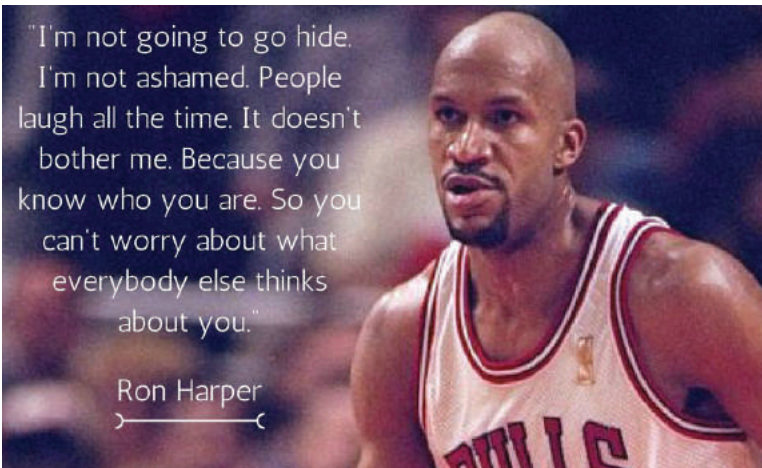 "I'm not going to go hide.
I'm not ashamed. People
laugh all the time. It doesn't
bother me. Because you
know who you are. So you
can't worry about what
everybody else thinks
about you."
Ron Harper
BULLS